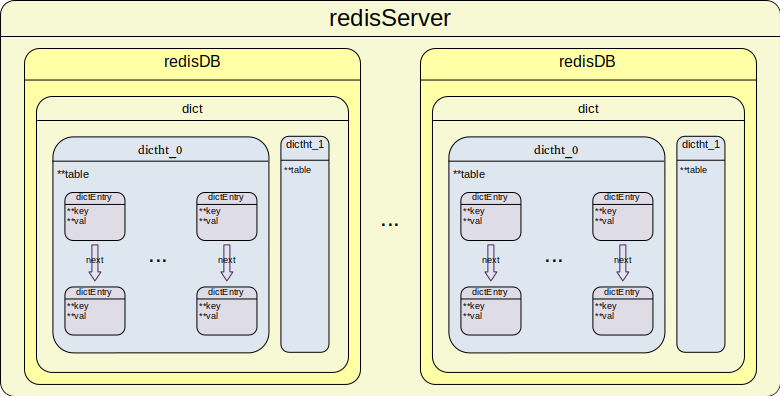 redisServer
redisDB
dict
dictht_0
**table
dictEntry
**key
**val
next
dictEntry
**key
**val
...
dictEntry
**key
**val
next
dictEntry
**key
**val
dictht_1
**table
...
redisDB
dict
dictht_0
**table
dictEntry
**key
**val
next
dictEntry
**key
**val
...
dictEntry
**key
**val
next
dictEntry
**key
**val
dictht_1
**table